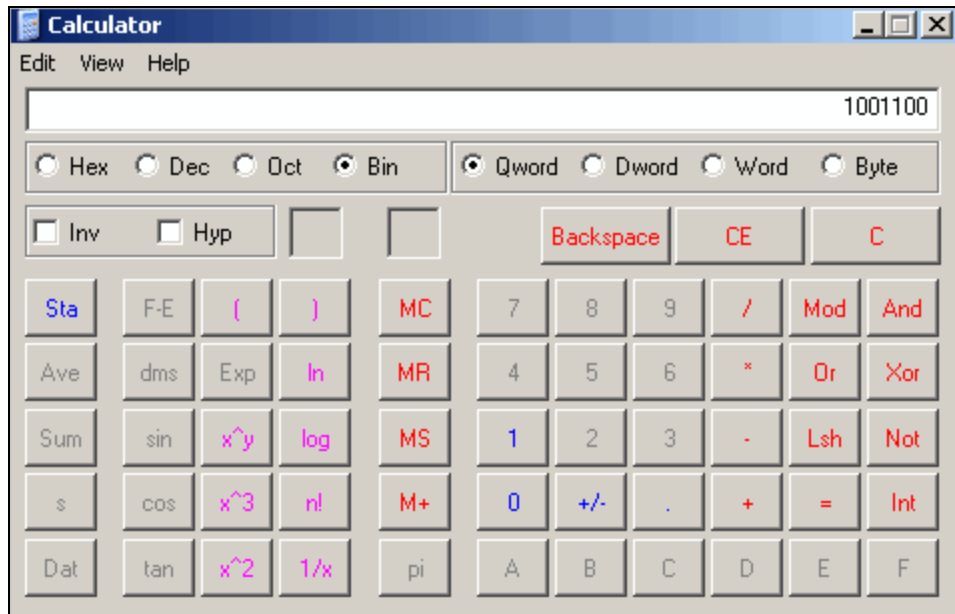 Calculator
Edit View Help
1001100
Hex Dec Oct Bin Qword Dword Word Byte
Inv Hyp Backspace CE C
Sta F-E ( ) MC 7 8 9 / Mod And
Ave dms Exp ln MR 4 5 6 * Or Xor
Sum sin x^y log MS 1 2 3 - Lsh Not
s cos x^3 n! M+ 0 +/- . + = Int
Dat tan x^2 1/x pi A B C D E F